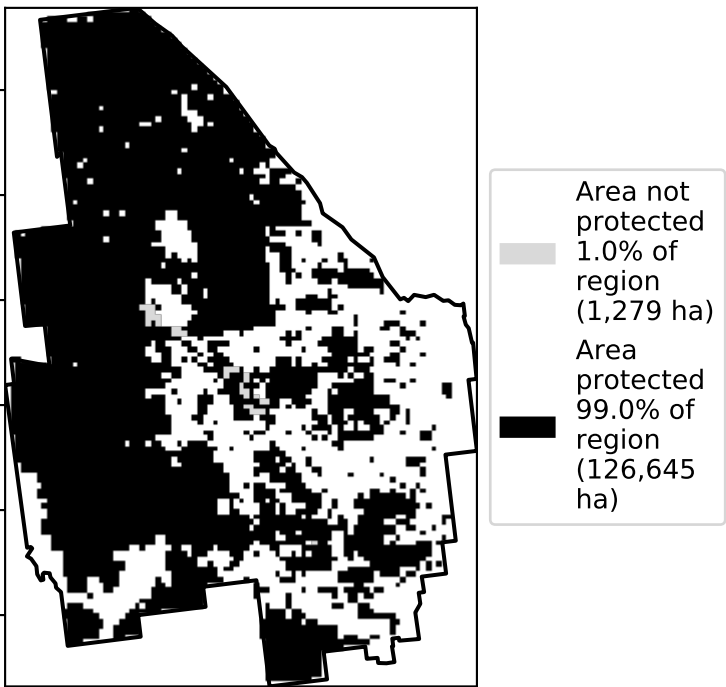 Area not
protected
1.0% of
region
(1,279 ha)
Area
protected
99.0% of
region
(126,645
ha)